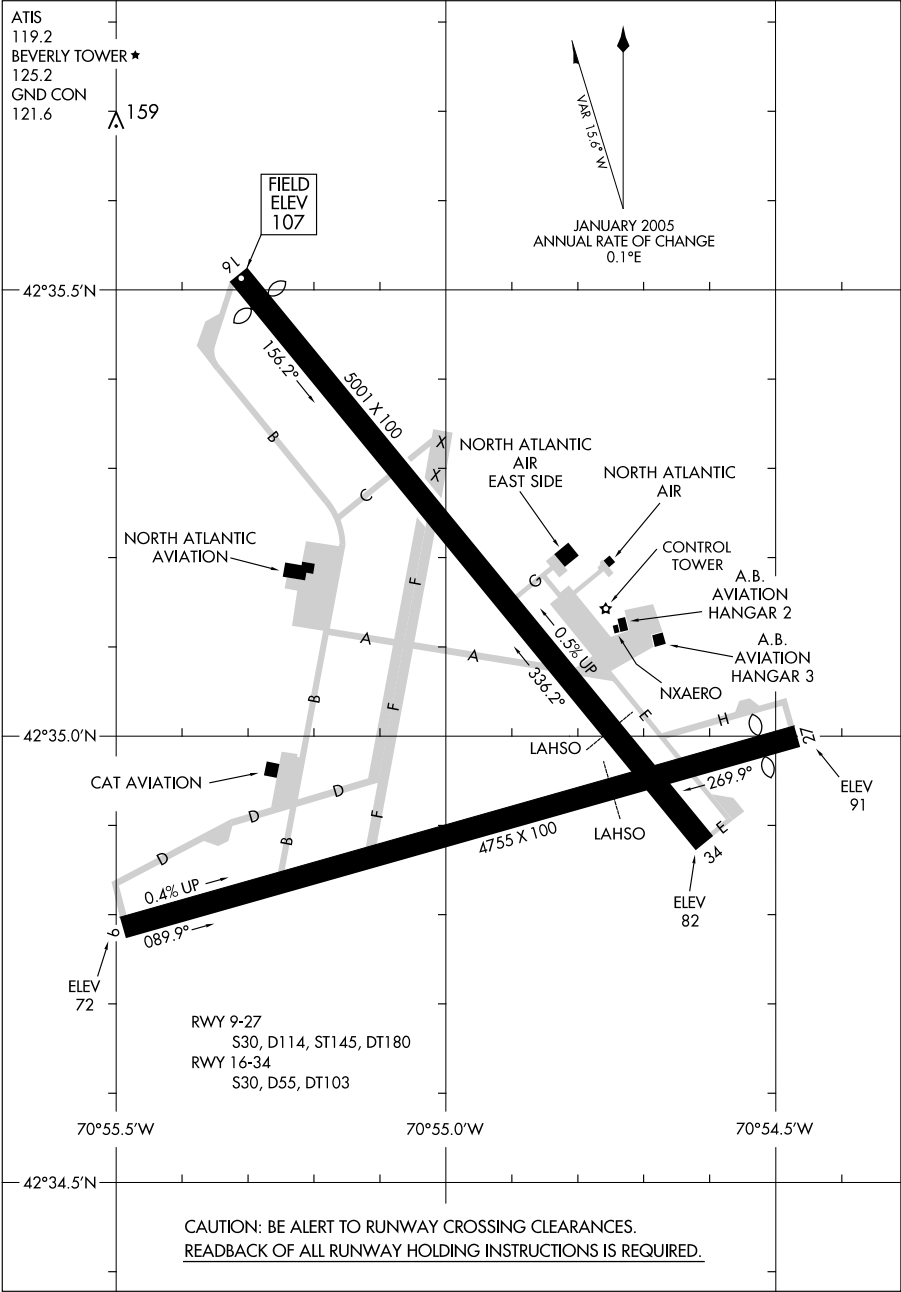 ATIS
119.2
BEVERLY TOWER ★
125.2
GND CON
121.6
159
VAR 15.6° W
JANUARY 2005
ANNUAL RATE OF CHANGE
0.1°E
FIELD
ELEV
107
16
42°35.5'N
156.2°
5001 X 100
B
C
X
X
NORTH ATLANTIC
AIR
EAST SIDE
NORTH ATLANTIC
AIR
NORTH ATLANTIC
AVIATION
CONTROL
TOWER
A.B.
AVIATION
HANGAR 2
F
G
A.B.
AVIATION
HANGAR 3
A
A
0.5% UP
336.2°
NXAERO
B
F
E
H
42°35.0'N
LAHSO
27
CAT AVIATION
269.9°
ELEV
91
D
D
D
B
F
4755 X 100
LAHSO
E
34
0.4% UP
089.9°
9
ELEV
82
ELEV
72
RWY 9-27
S30, D114, ST145, DT180
RWY 16-34
S30, D55, DT103
70°55.5'W
70°55.0'W
70°54.5'W
42°34.5'N
CAUTION: BE ALERT TO RUNWAY CROSSING CLEARANCES.
READBACK OF ALL RUNWAY HOLDING INSTRUCTIONS IS REQUIRED.